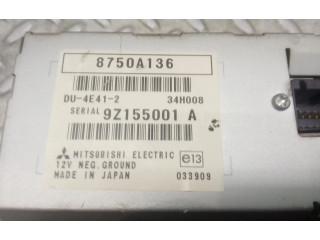 8750A136
DU-4E41-2 34H008
SERIAL 9Z155001 A
MITSUBISHI ELECTRIC e13
12V NEG.GROUND
MADE IN JAPAN 033909